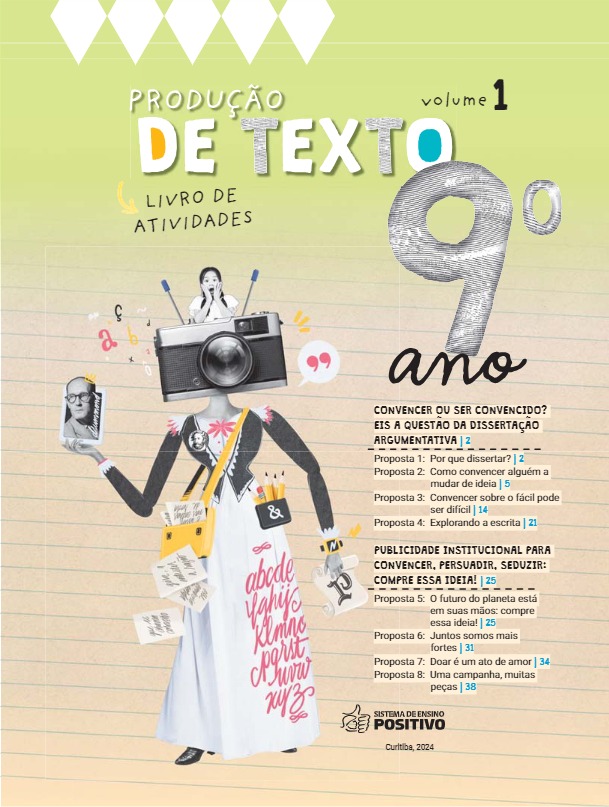 PRODUÇÃO
volume 1
DE TEXTO
LIVRO DE
ATIVIDADES
9º
ano
ç
a
b
&
abcde
fghij
klmno
pqrst
uvw
xyz
CONVENCER OU SER CONVENCIDO?
EIS A QUESTÃO DA DISSERTAÇÃO
ARGUMENTATIVA | 2
Proposta 1: Por que dissertar? | 2
Proposta 2: Como convencer alguém a
mudar de ideia | 5
Proposta 3: Convencer sobre o fácil pode
ser difícil | 14
Proposta 4: Explorando a escrita | 21
PUBLICIDADE INSTITUCIONAL PARA
CONVENCER, PERSUADIR, SEDUZIR:
COMPRE ESSA IDEIA! | 25
Proposta 5: O futuro do planeta está
em suas mãos: compre
essa ideia! | 25
Proposta 6: Juntos somos mais
fortes | 31
Proposta 7: Doar é um ato de amor | 34
Proposta 8: Uma campanha, muitas
peças | 38
SISTEMA DE ENSINO
POSITIVO
Curitiba, 2024